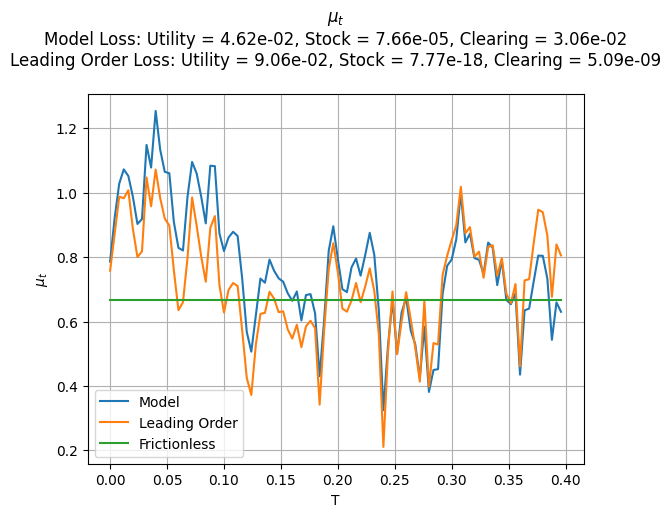 μ_t
Model Loss: Utility = 4.62e-02, Stock = 7.66e-05, Clearing = 3.06e-02
Leading Order Loss: Utility = 9.06e-02, Stock = 7.77e-18, Clearing = 5.09e-09
1.2
1.0
0.8
0.6
0.4
0.2
μ_t
Model
Leading Order
Frictionless
0.00 0.05 0.10 0.15 0.20 0.25 0.30 0.35 0.40
T